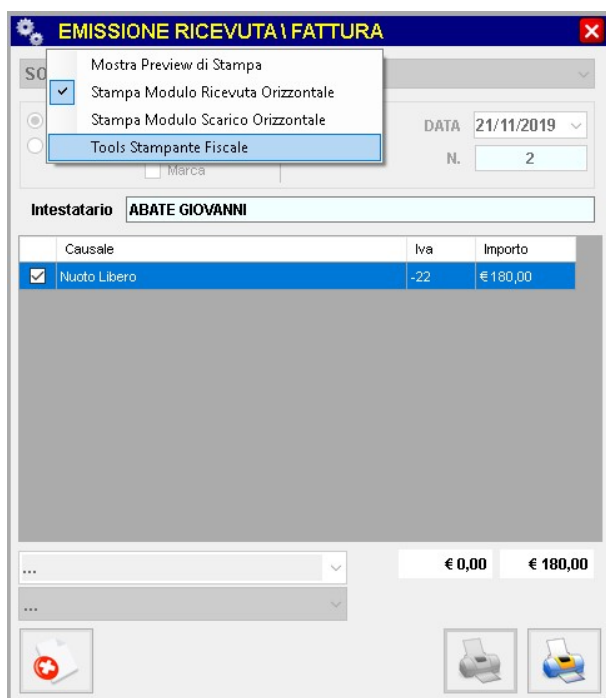 EMISSIONE RICEVUTA \ FATTURA
SO
Mostra Preview di Stampa
Stampa Modulo Ricevuta Orizzontale
Stampa Modulo Scarico Orizzontale
Tools Stampante Fiscale
DATA 21/11/2019
N. 2
Marca
Intestatario ABATE GIOVANNI
Causale Iva Importo
Nuoto Libero -22 € 180,00
... € 0,00 € 180,00
...